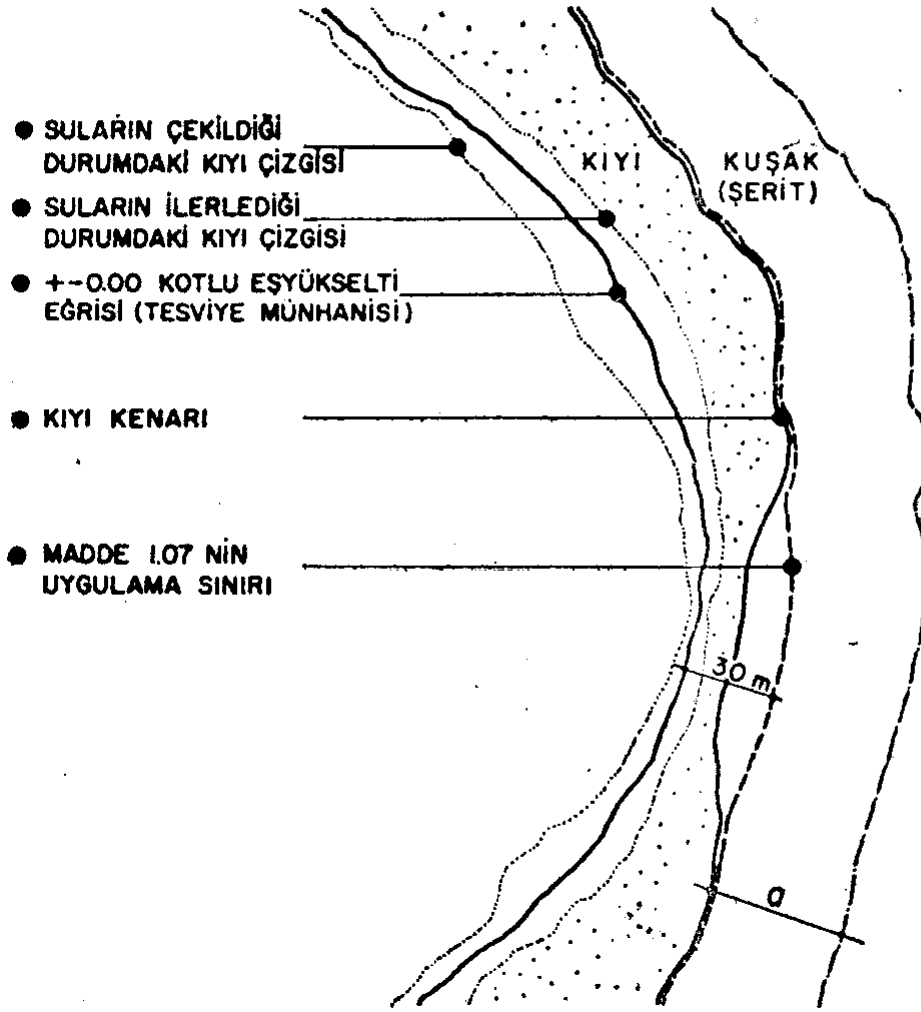 ● SULARIN ÇEKİLDİĞİ
DURUMDAKİ KIYI ÇİZGİSİ
● SULARIN İLERLEDİĞİ
DURUMDAKİ KIYI ÇİZGİSİ
● +-0.00 KOTLU EŞYÜKSELTİ
EĞRİSİ (TESVİYE MÜNHANİSİ)
● KIYI KENARI
● MADDE 1.07 NİN
UYGULAMA SINIRI
KIYI
KUŞAK
(ŞERİT)
30 m
a